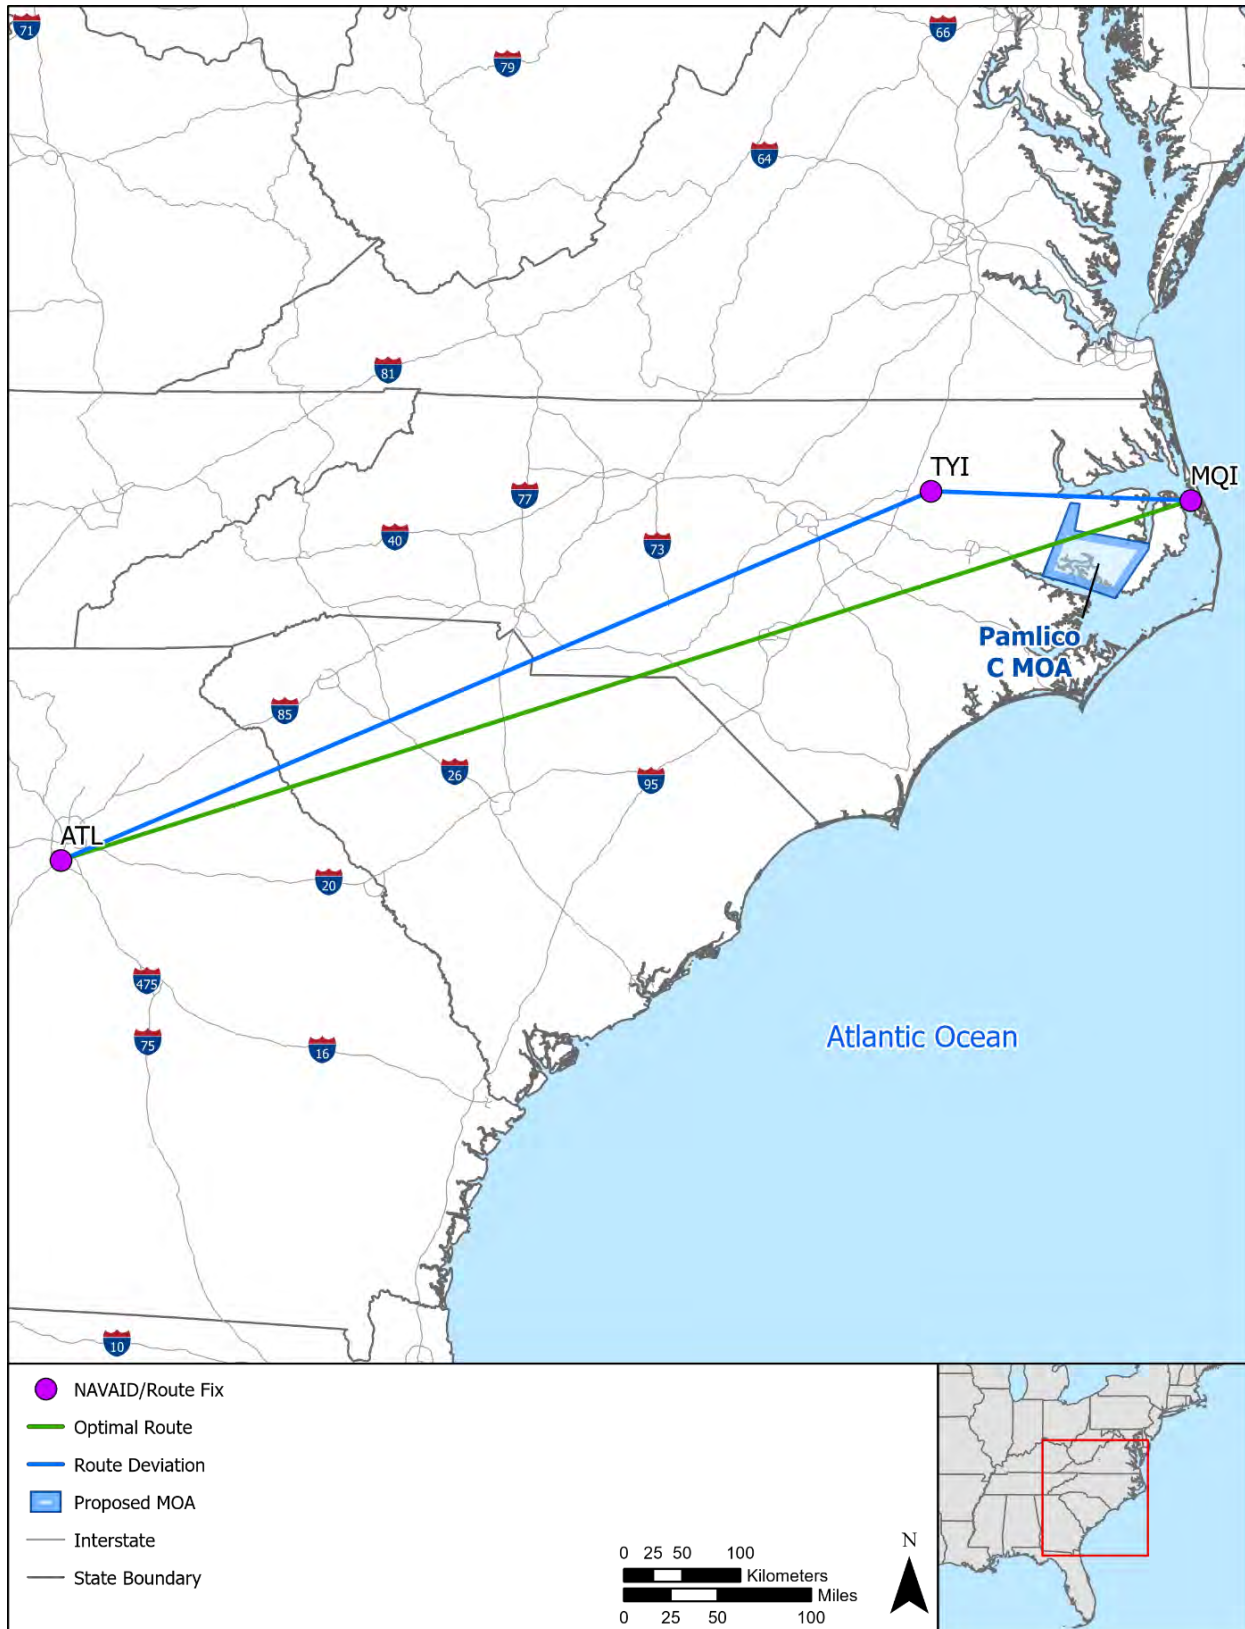 71
66
79
64
81
TYI
MQI
77
40
73
Pamlico
C MOA
85
26
95
ATL
20
475
75
16
Atlantic Ocean
10
NAVAID/Route Fix
Optimal Route
Route Deviation
Proposed MOA
Interstate
State Boundary
0 25 50 100
Kilometers
Miles
0 25 50 100
N